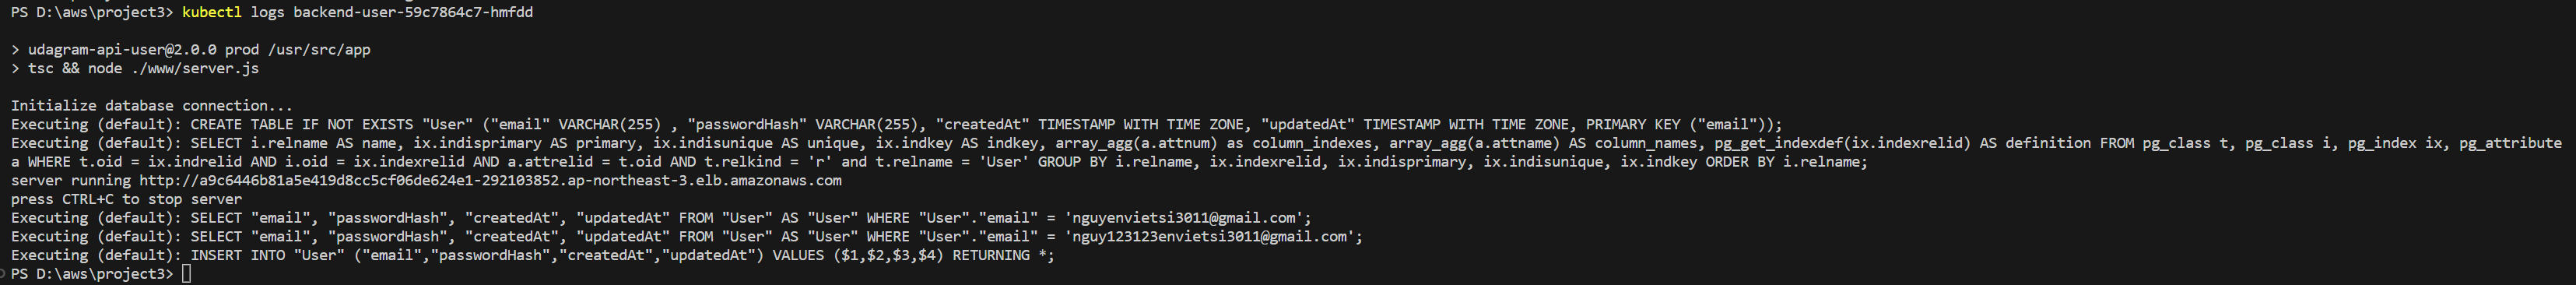 PS D:\aws\project3> kubectl logs backend-user-59c7864c7-hmfdd
> udagram-api-user@2.0.0 prod /usr/src/app
> tsc && node ./www/server.js
Initialize database connection...
Executing (default): CREATE TABLE IF NOT EXISTS "User" ("email" VARCHAR(255) , "passwordHash" VARCHAR(255), "createdAt" TIMESTAMP WITH TIME ZONE, "updatedAt" TIMESTAMP WITH TIME ZONE, PRIMARY KEY ("email"));
Executing (default): SELECT i.relname AS name, ix.indisprimary AS primary, ix.indisunique AS unique, ix.indkey AS indkey, array_agg(a.attnum) as column_indexes, array_agg(a.attname) AS column_names, pg_get_indexdef(ix.indexrelid) AS definition FROM pg_class t, pg_class i, pg_index ix, pg_attribute
a WHERE t.oid = ix.indrelid AND i.oid = ix.indexrelid AND a.attrelid = t.oid AND t.relkind = 'r' and t.relname = 'User' GROUP BY i.relname, ix.indexrelid, ix.indisprimary, ix.indisunique, ix.indkey ORDER BY i.relname;
server running http://a9c6446b81a5e419d8cc5cf06de624e1-292103852.ap-northeast-3.elb.amazonaws.com
press CTRL+C to stop server
Executing (default): SELECT "email", "passwordHash", "createdAt", "updatedAt" FROM "User" AS "User" WHERE "User"."email" = 'nguyenvietsi3011@gmail.com';
Executing (default): SELECT "email", "passwordHash", "createdAt", "updatedAt" FROM "User" AS "User" WHERE "User"."email" = 'nguy123123envietsi3011@gmail.com';
Executing (default): INSERT INTO "User" ("email","passwordHash","createdAt","updatedAt") VALUES ($1,$2,$3,$4) RETURNING *;
PS D:\aws\project3>